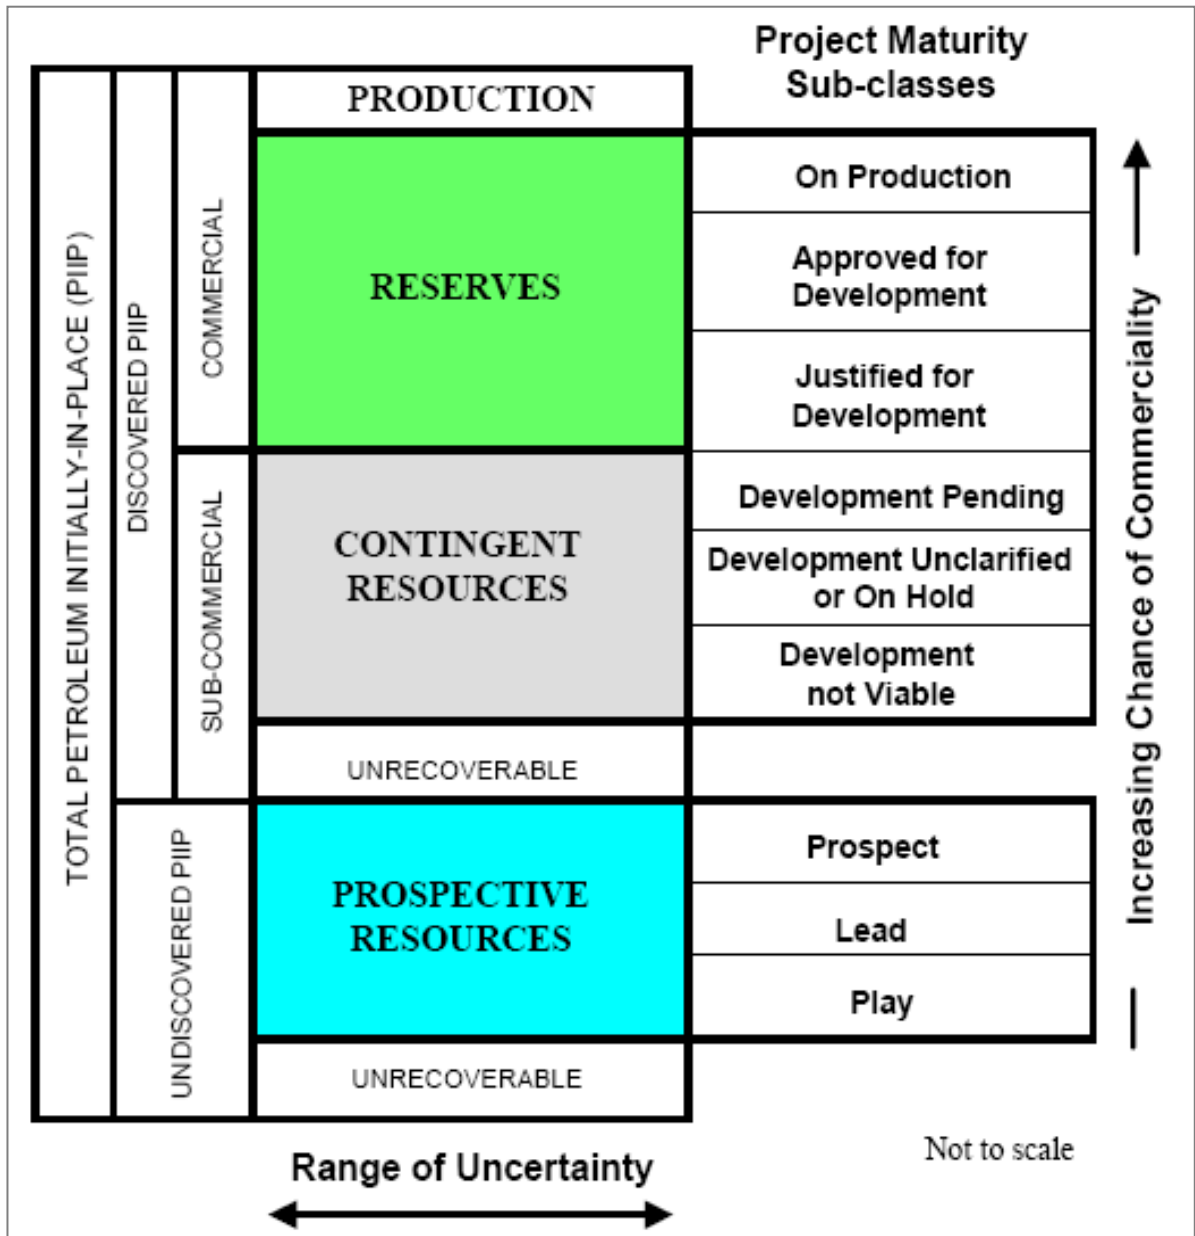 Project Maturity
Sub-classes
PRODUCTION
TOTAL PETROLEUM INITIALLY-IN-PLACE (PIIP)
DISCOVERED PIIP
COMMERCIAL
RESERVES
On Production
Approved for
Development
Justified for
Development
SUB-COMMERCIAL
CONTINGENT
RESOURCES
Development Pending
Development Unclarified
or On Hold
Development
not Viable
UNRECOVERABLE
UNDISCOVERED PIIP
PROSPECTIVE
RESOURCES
Prospect
Lead
Play
UNRECOVERABLE
Increasing Chance of Commerciality
Range of Uncertainty
Not to scale